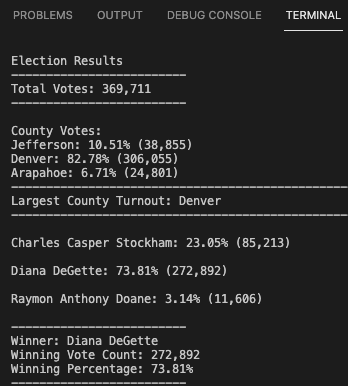 PROBLEMS OUTPUT DEBUG CONSOLE TERMINAL
Election Results
-------------------------
Total Votes: 369,711
-------------------------
County Votes:
Jefferson: 10.51% (38,855)
Denver: 82.78% (306,055)
Arapahoe: 6.71% (24,801)
------------------------------------------------
Largest County Turnout: Denver
------------------------------------------------
Charles Casper Stockham: 23.05% (85,213)
Diana DeGette: 73.81% (272,892)
Raymon Anthony Doane: 3.14% (11,606)
-------------------------
Winner: Diana DeGette
Winning Vote Count: 272,892
Winning Percentage: 73.81%
-------------------------